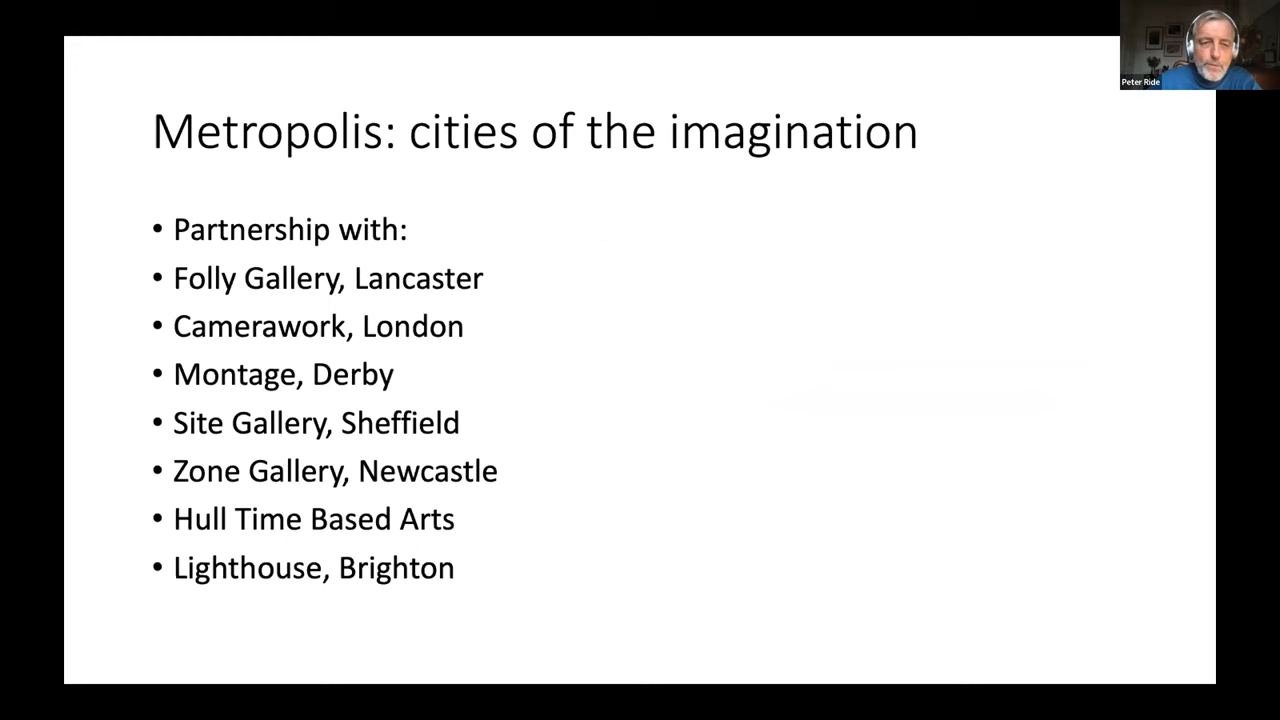 Peter Ride
Metropolis: cities of the imagination
• Partnership with:
• Folly Gallery, Lancaster
• Camerawork, London
• Montage, Derby
• Site Gallery, Sheffield
• Zone Gallery, Newcastle
• Hull Time Based Arts
• Lighthouse, Brighton